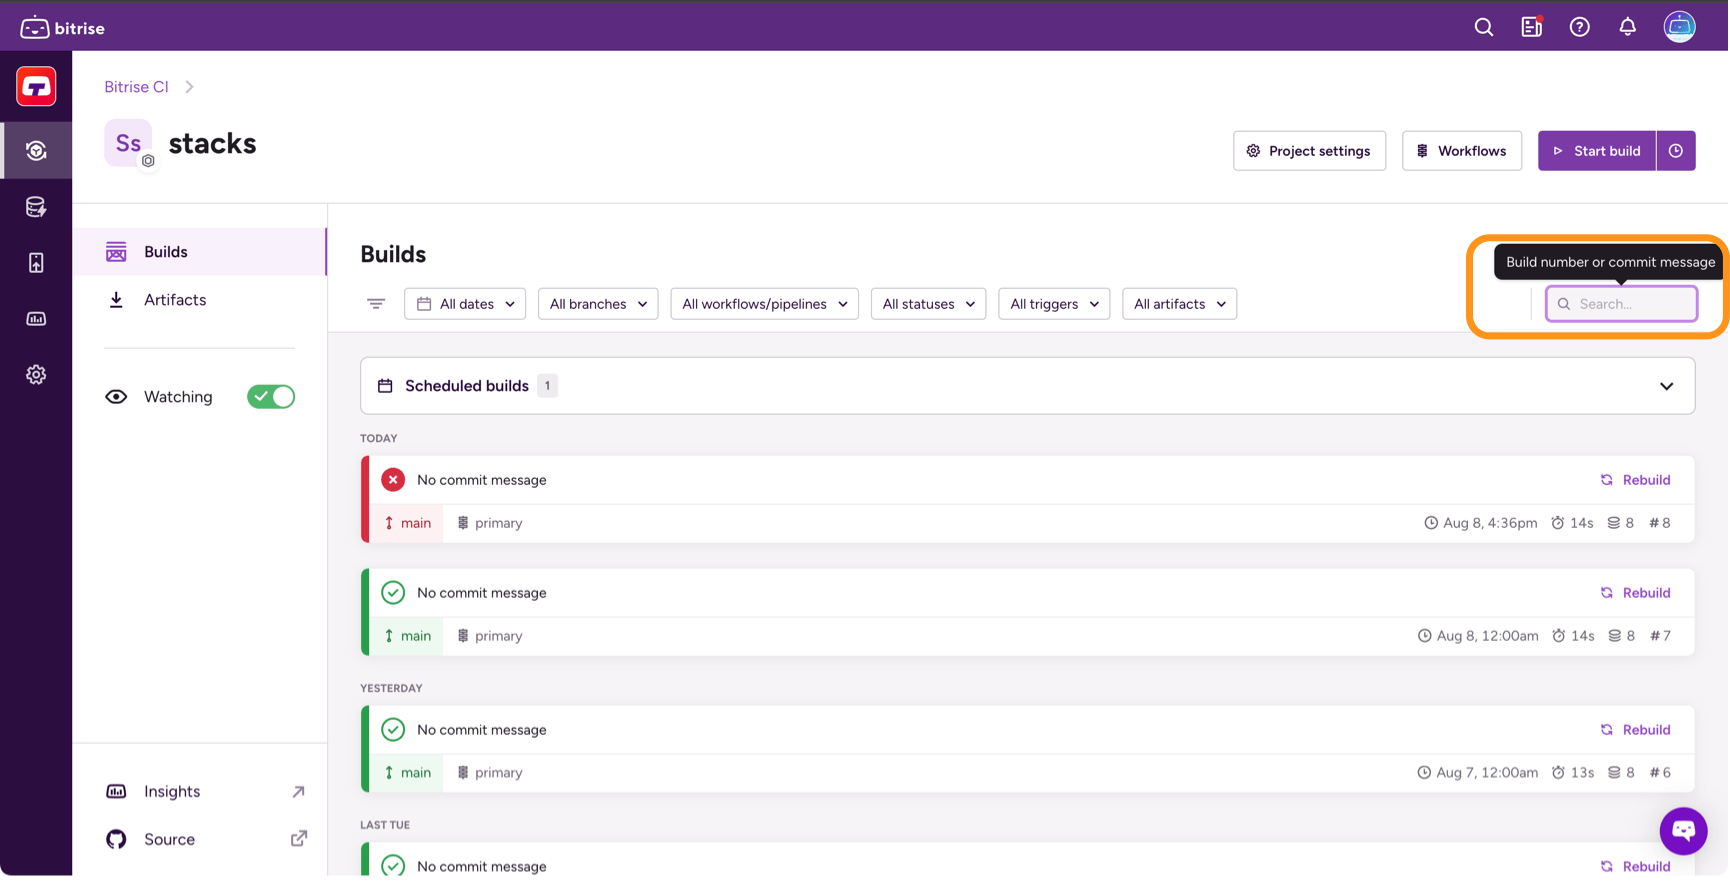 bitrise
Bitrise CI
Ss
stacks
Project settings
Workflows
Start build
Builds
Artifacts
Watching
Insights
Source
Builds
Build number or commit message
All dates
All branches
All workflows/pipelines
All statuses
All triggers
All artifacts
Search...
Scheduled builds 1
TODAY
No commit message
Rebuild
main primary Aug 8, 4:36pm 14s 8 #8
No commit message
Rebuild
main primary Aug 8, 12:00am 14s 8 #7
YESTERDAY
No commit message
Rebuild
main primary Aug 7, 12:00am 13s 8 #6
LAST TUE
No commit message
Rebuild